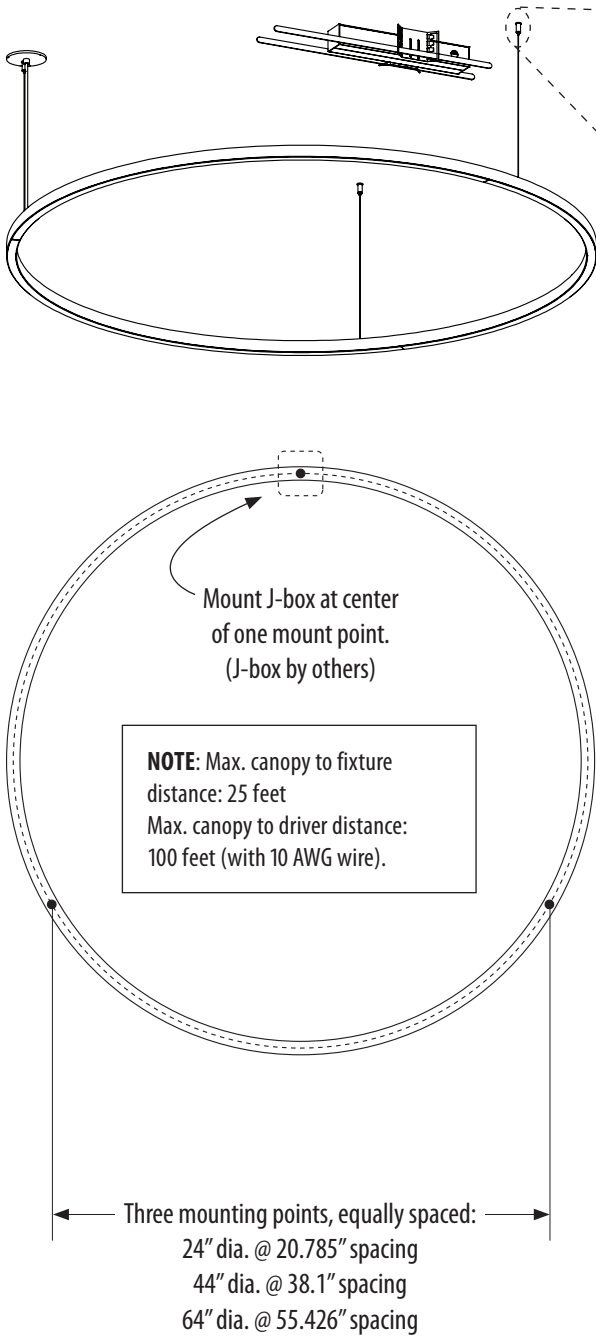 Mount J-box at center
of one mount point.
(J-box by others)
NOTE: Max. canopy to fixture
distance: 25 feet
Max. canopy to driver distance:
100 feet (with 10 AWG wire).
Three mounting points, equally spaced:
24” dia. @ 20.785” spacing
44” dia. @ 38.1” spacing
64” dia. @ 55.426” spacing